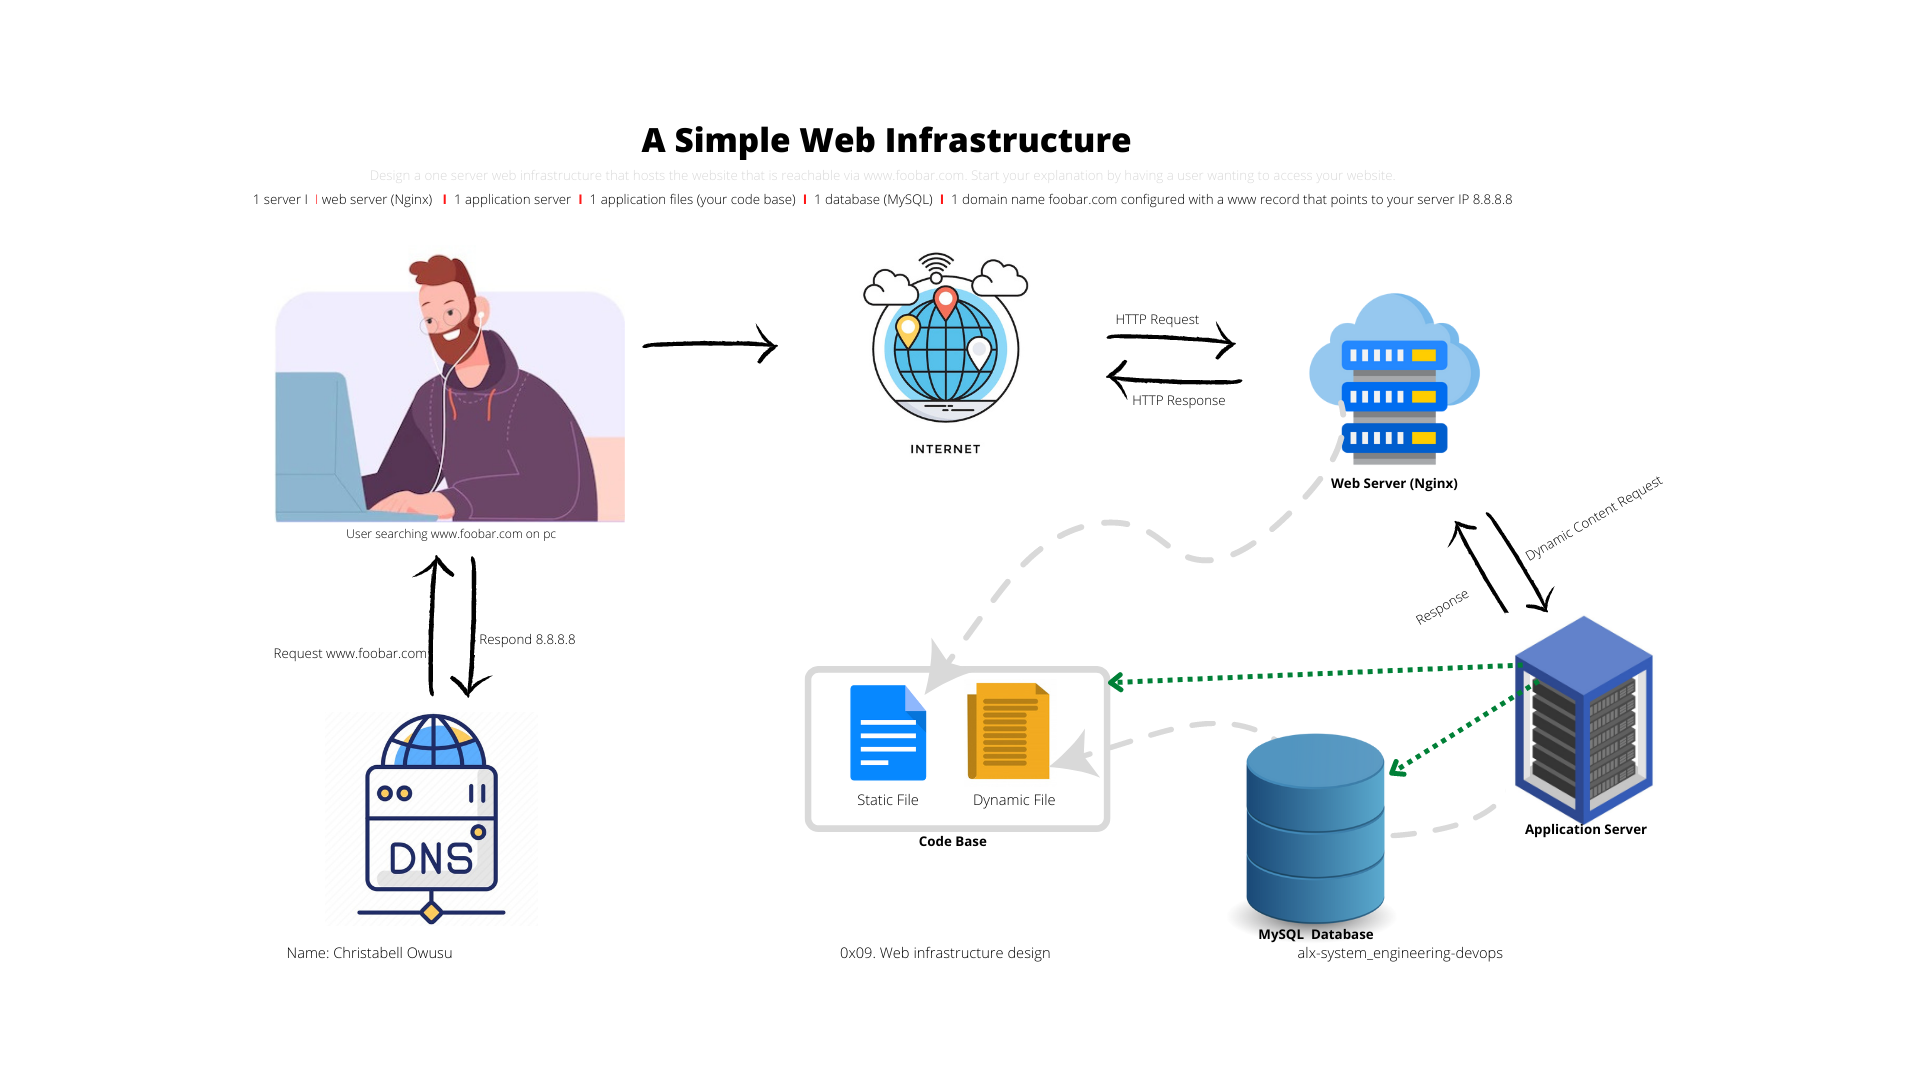 A Simple Web Infrastructure
Design a one server web infrastructure that hosts the website that is reachable via www.foobar.com. Start your explanation by having a user wanting to access your website.
1 server l | web server (Nginx) | 1 application server | 1 application files (your code base) | 1 database (MySQL) | 1 domain name foobar.com configured with a www record that points to your server IP 8.8.8.8
HTTP Request
HTTP Response
INTERNET
Web Server (Nginx)
User searching www.foobar.com on pc
Dynamic Content Request
Response
Respond 8.8.8.8
Request www.foobar.com
Static File
Dynamic File
Code Base
Application Server
DNS
MySQL Database
Name: Christabell Owusu
0x09. Web infrastructure design
alx-system_engineering-devops